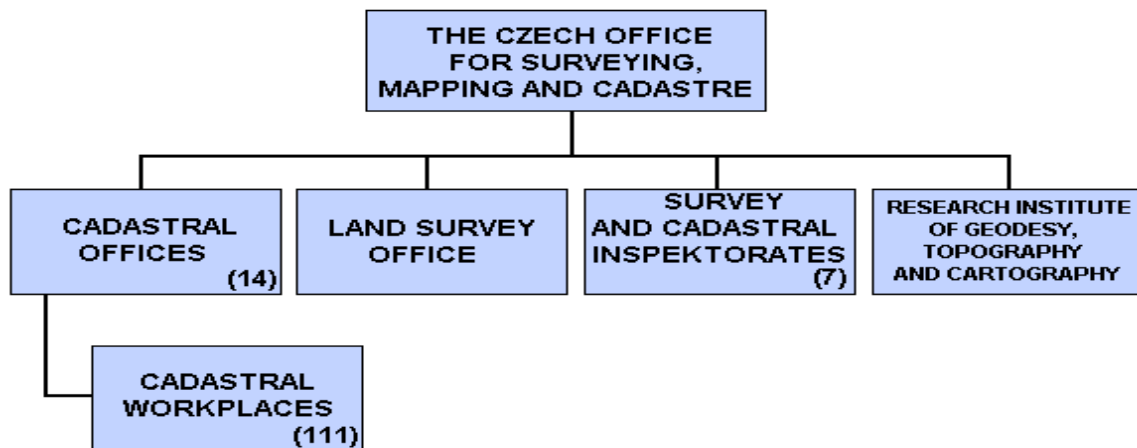 THE CZECH OFFICE
FOR SURVEYING,
MAPPING AND CADASTRE
CADASTRAL
OFFICES
(14)
LAND SURVEY
OFFICE
SURVEY
AND CADASTRAL
INSPEKTORATES
(7)
RESEARCH INSTITUTE
OF GEODESY,
TOPOGRAPHY
AND CARTOGRAPHY
CADASTRAL
WORKPLACES
(111)